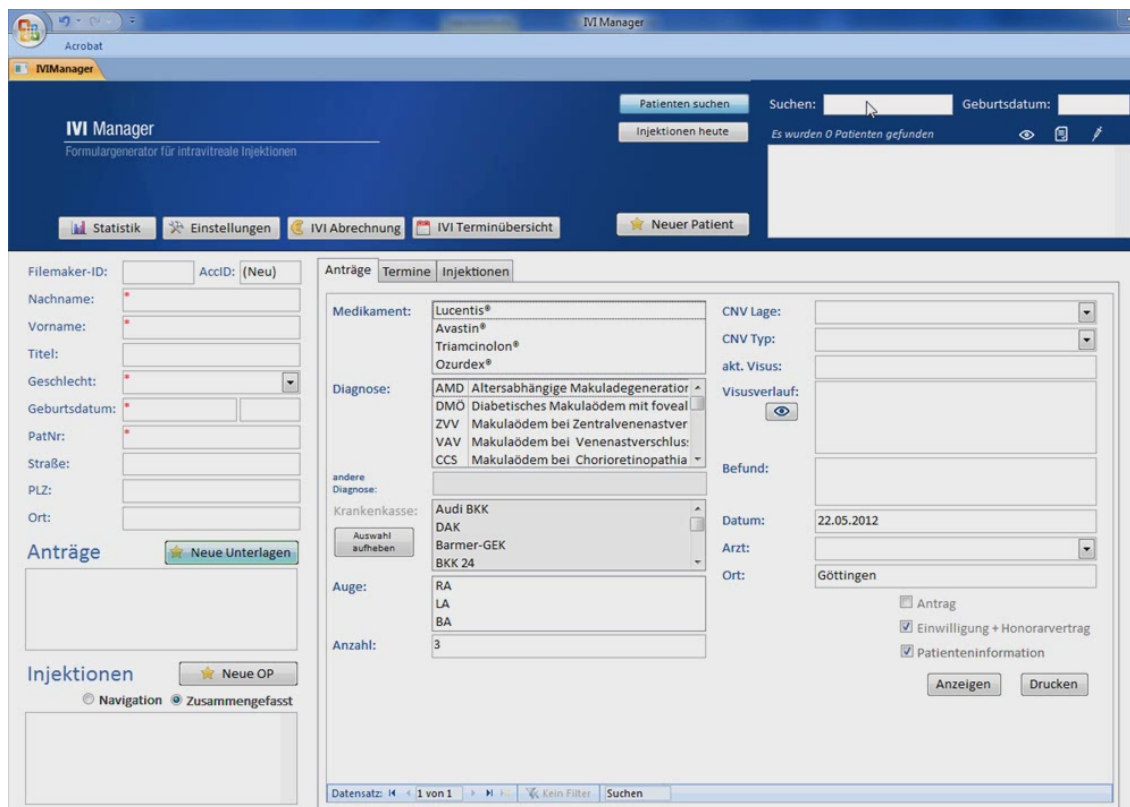 IVI Manager
Acrobat
IVIManager
IVI Manager
Formulargenerator für intravitreale Injektionen
Patienten suchen
Injektionen heute
Suchen:
Geburtsdatum:
Es wurden 0 Patienten gefunden
Statistik
Einstellungen
IVI Abrechnung
IVI Terminübersicht
Neuer Patient
Filemaker-ID:
AccID: (Neu)
Nachname: *
Vorname: *
Titel:
Geschlecht: *
Geburtsdatum: *
PatNr: *
Straße:
PLZ:
Ort:
Anträge
Neue Unterlagen
Injektionen
Neue OP
Navigation
Zusammengefasst
Anträge Termine Injektionen
Medikament:
Lucentis®
Avastin®
Triamcinolon®
Ozurdex®
Diagnose:
AMD Altersabhängige Makuladegeneration
DMÖ Diabetisches Makulaödem mit foveal
ZVV Makulaödem bei Zentralvenenastver
VAV Makulaödem bei Venenastverschlus
CCS Makulaödem bei Chorioretinopathia
andere
Diagnose:
Krankenkasse:
Auswahl
aufheben
Audi BKK
DAK
Barmer-GEK
BKK 24
Auge:
RA
LA
BA
Anzahl:
3
CNV Lage:
CNV Typ:
akt. Visus:
Visusverlauf:
Befund:
Datum:
22.05.2012
Arzt:
Ort:
Göttingen
Antrag
Einwilligung + Honorarvertrag
Patienteninformation
Anzeigen
Drucken
Datensatz: 1 von 1
Kein Filter
Suchen